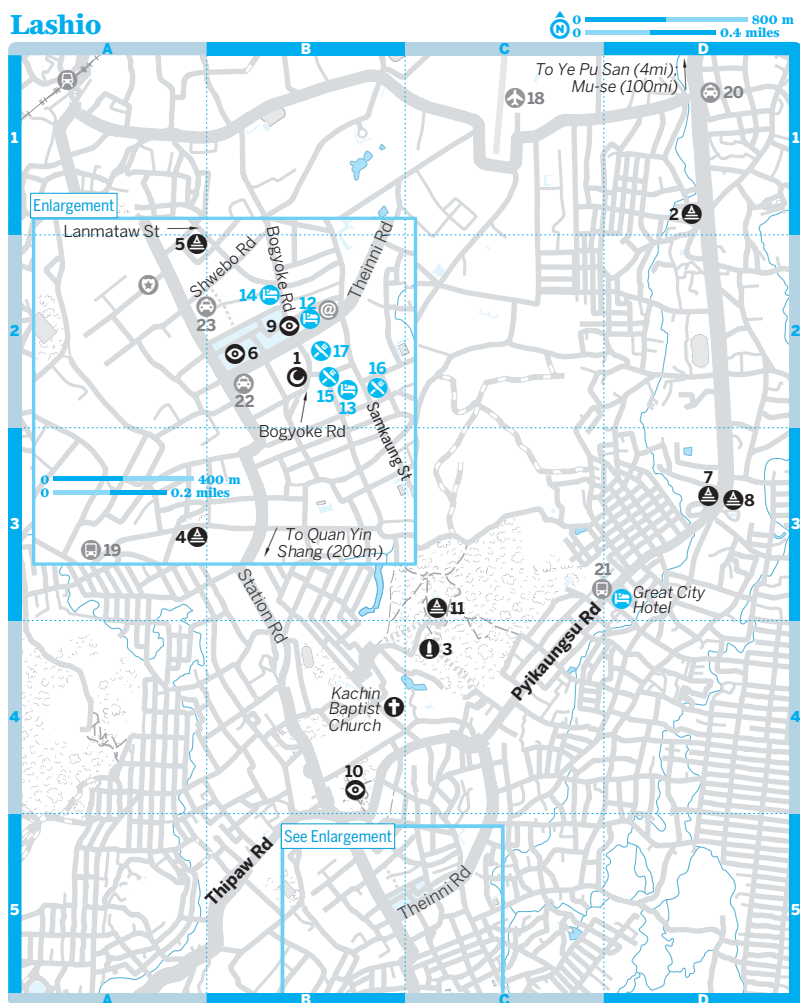 Lashio
N
0 800 m
0 0.4 miles
A B C D
To Ye Pu San (4mi);
Mu-se (100mi)
18
20
1 1
2
Enlargement
Lanmataw St
5
Shwebo Rd
Bogyoke Rd
Theinni Rd
14
12
@
23
9
2 2
6
17
1
16
22
15
13
Bogyoke Rd
Samkaung St
0 400 m
0 0.2 miles
7
8
3 3
4
To Quan Yin
Shang (200m)
19
21
Great City
Hotel
Station Rd
11
Pyikaungsu Rd
3
Kachin
Baptist
Church
4 4
10
See Enlargement
Thipaw Rd
Theinni Rd
5 5
A B C D